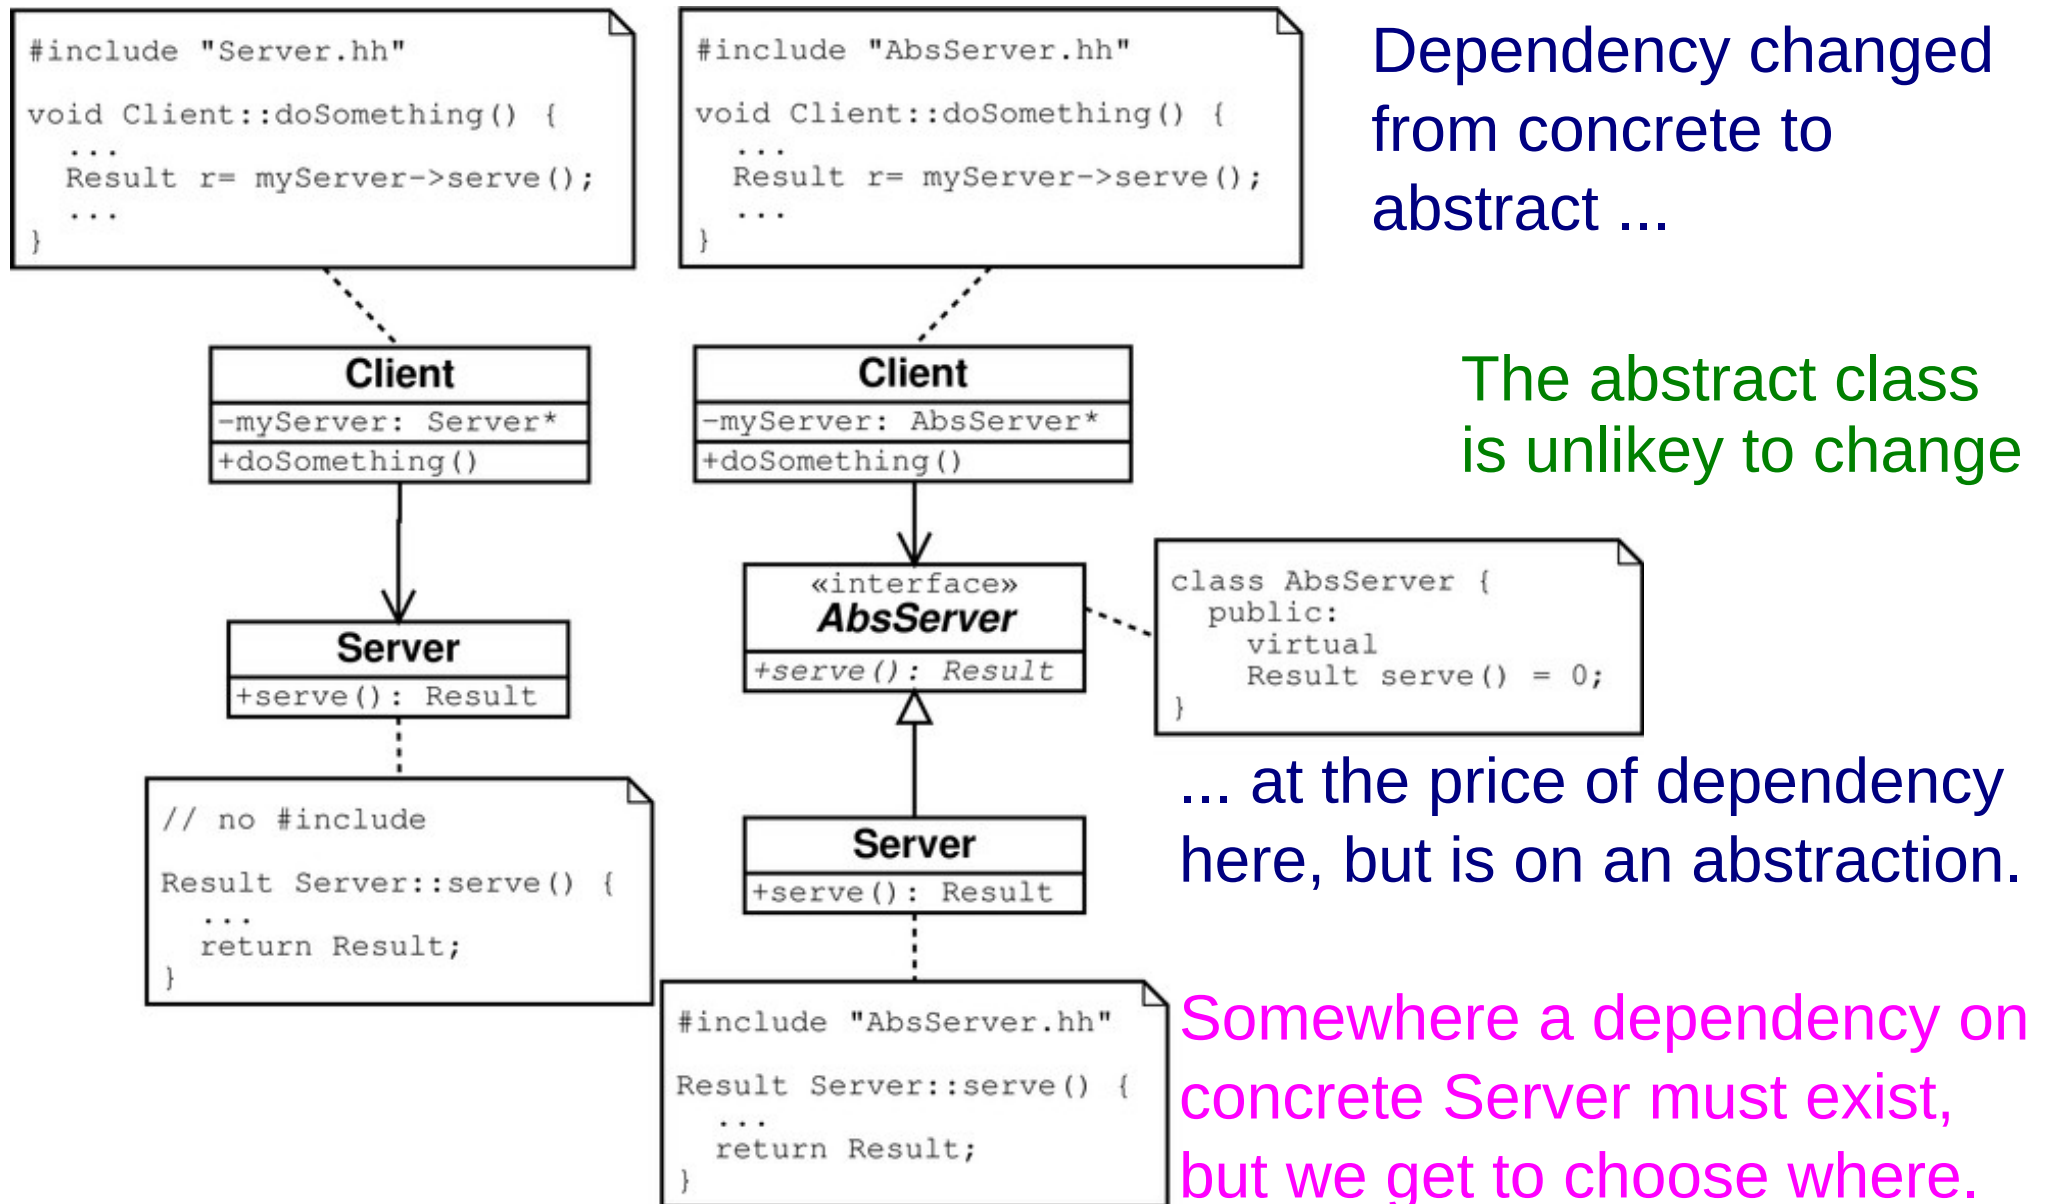 #include "Server.hh"
void Client::doSomething() {
...
Result r= myServer->serve();
...
}
Client
-myServer: Server*
+doSomething()
Server
+serve(): Result
// no #include
Result Server::serve() {
...
return Result;
}
#include "AbsServer.hh"
void Client::doSomething() {
...
Result r= myServer->serve();
...
}
Client
-myServer: AbsServer*
+doSomething()
«interface»
AbsServer
+serve(): Result
class AbsServer {
public:
virtual
Result serve() = 0;
}
Server
+serve(): Result
#include "AbsServer.hh"
Result Server::serve() {
...
return Result;
}
Dependency changed
from concrete to
abstract ...
The abstract class
is unlikey to change
... at the price of dependency
here, but is on an abstraction.
Somewhere a dependency on
concrete Server must exist,
but we get to choose where.